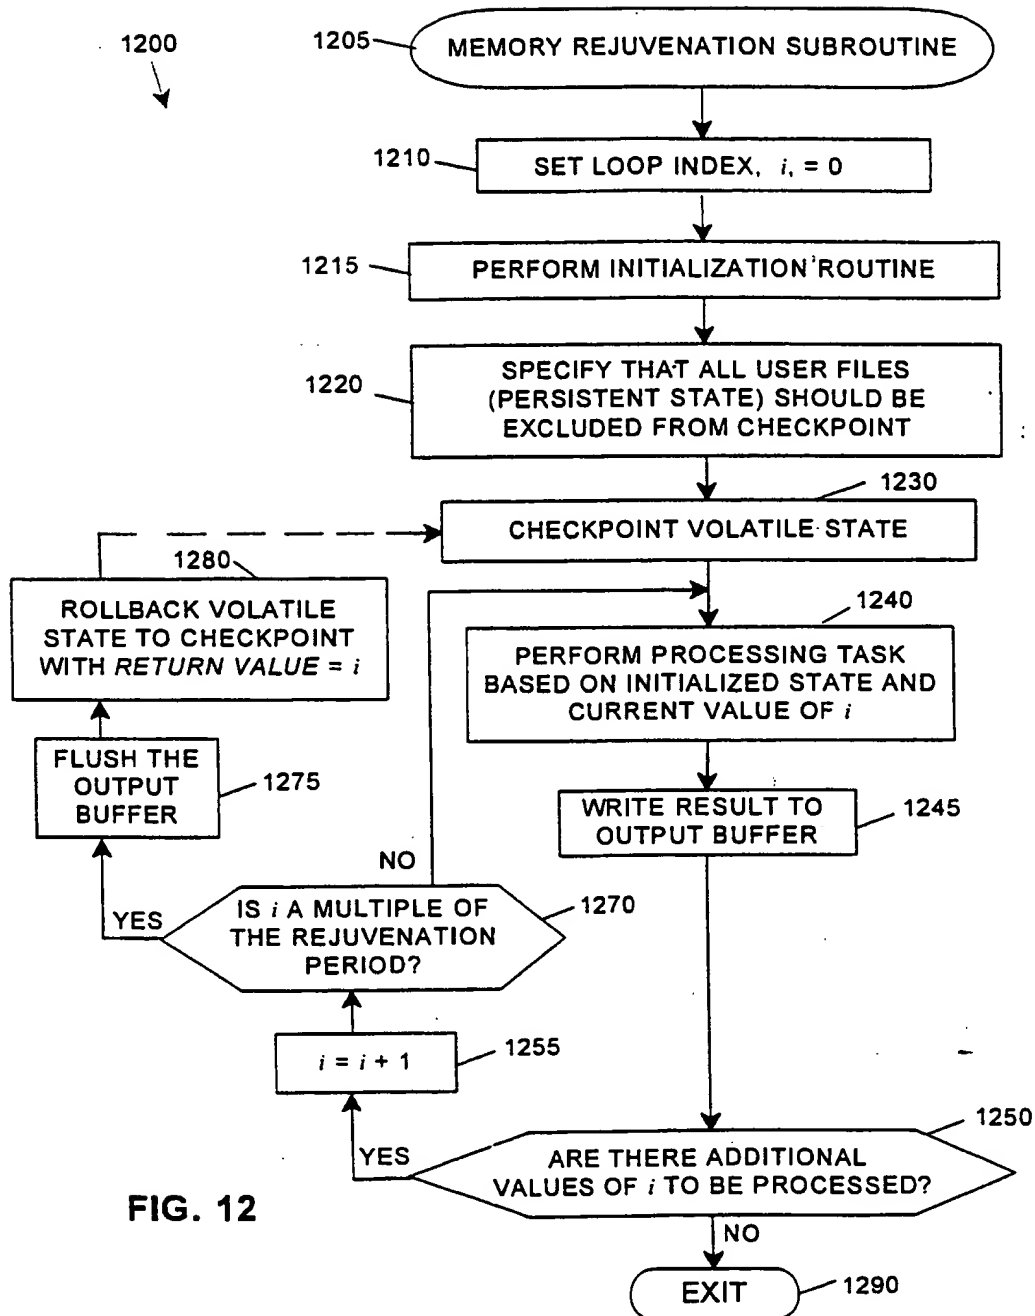 1200
1205
MEMORY REJUVENATION SUBROUTINE
1210
SET LOOP INDEX, i, = 0
1215
PERFORM INITIALIZATION ROUTINE
1220
SPECIFY THAT ALL USER FILES
(PERSISTENT STATE) SHOULD BE
EXCLUDED FROM CHECKPOINT
1230
CHECKPOINT VOLATILE STATE
1280
ROLLBACK VOLATILE
STATE TO CHECKPOINT
WITH RETURN VALUE = i
1240
PERFORM PROCESSING TASK
BASED ON INITIALIZED STATE AND
CURRENT VALUE OF i
FLUSH THE
OUTPUT
BUFFER
1275
WRITE RESULT TO
OUTPUT BUFFER
1245
NO
YES
IS i A MULTIPLE OF
THE REJUVENATION
PERIOD?
1270
i = i + 1
1255
1250
YES
ARE THERE ADDITIONAL
VALUES OF i TO BE PROCESSED?
FIG. 12
NO
EXIT
1290